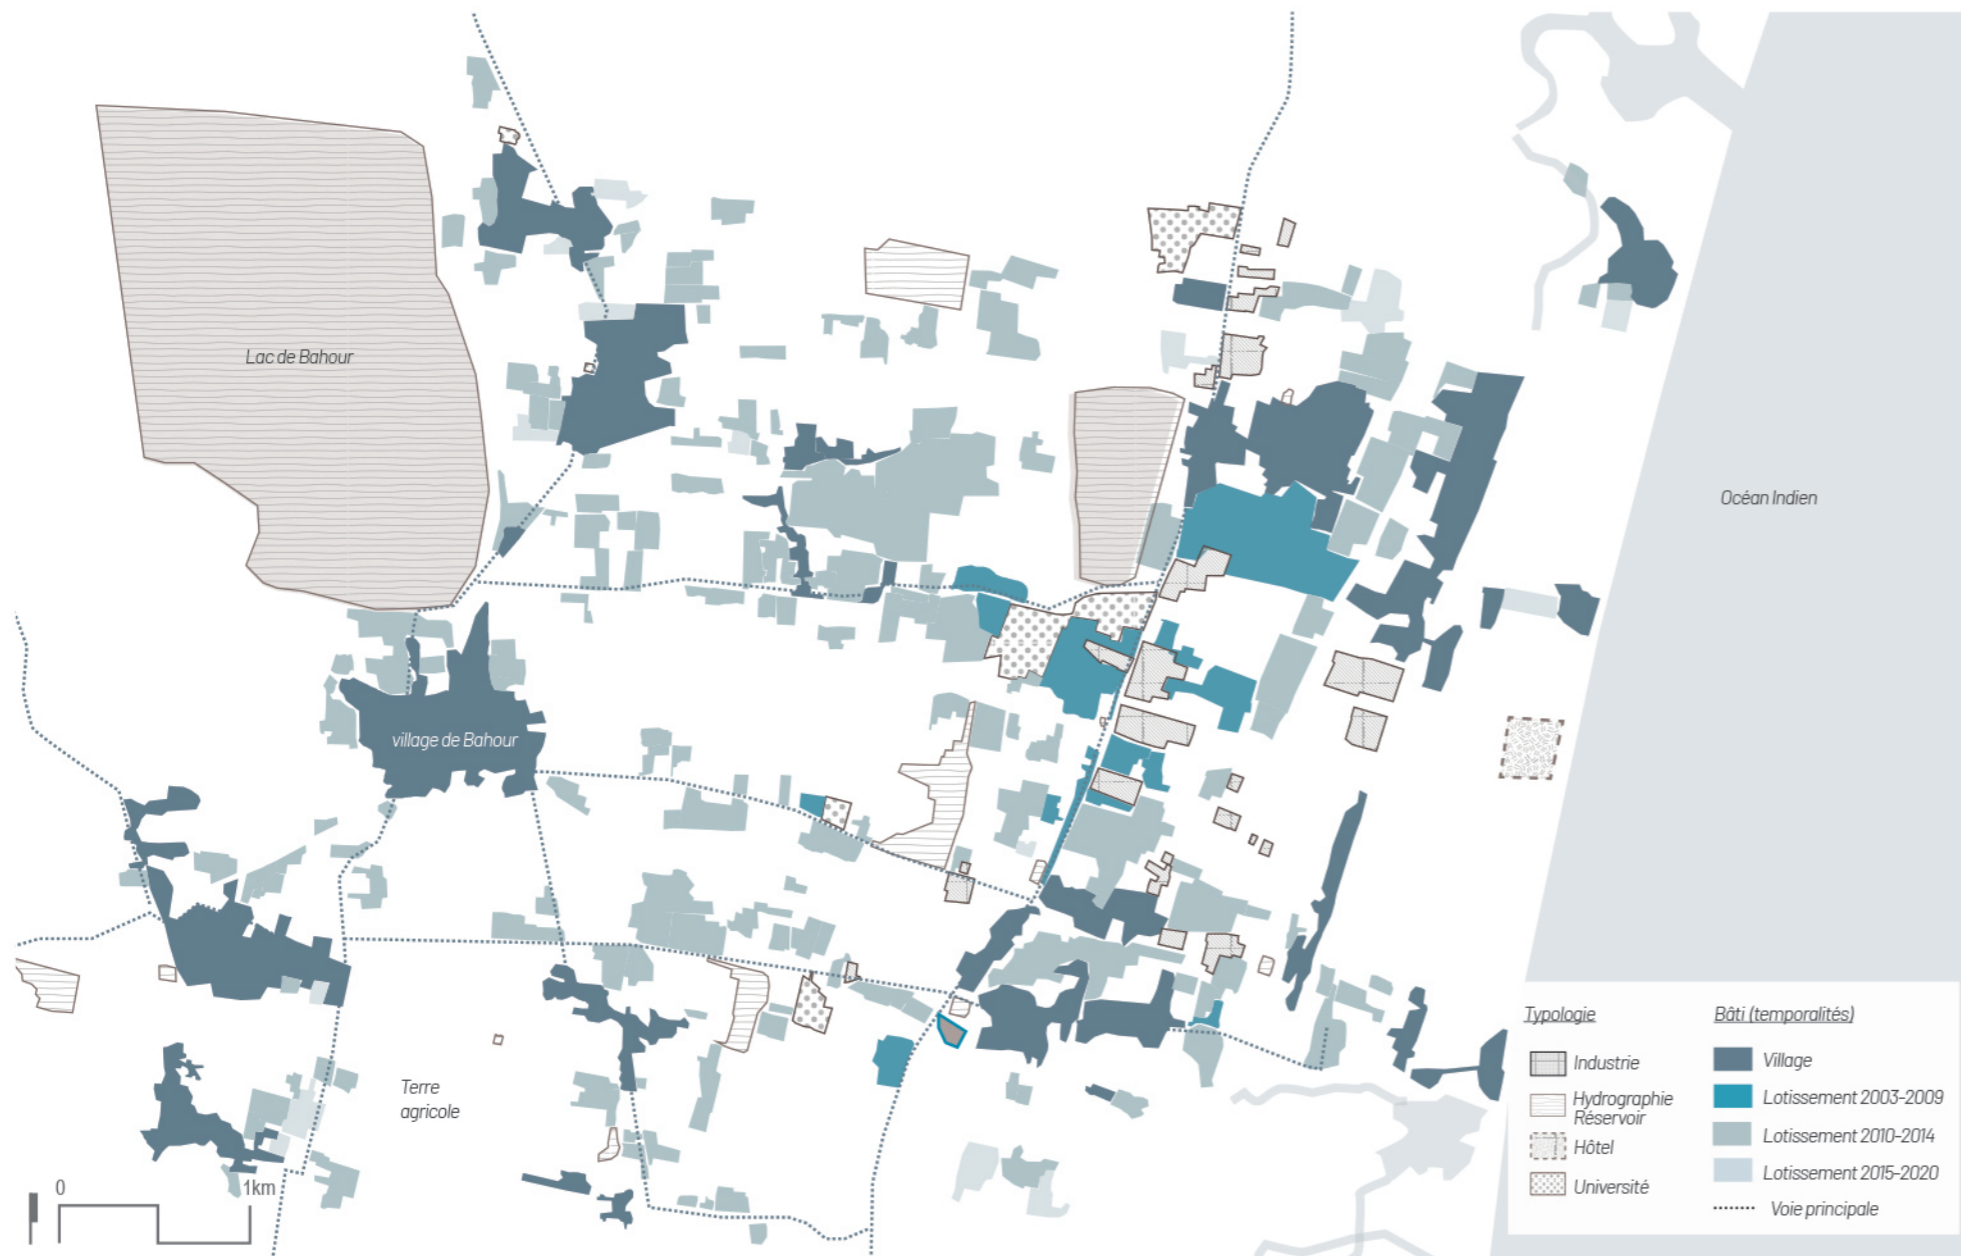 Lac de Bahour
Océan Indien
village de Bahour
Terre
agricole
0
1km
Typologie
Industrie
Hydrographie
Réservoir
Hôtel
Université
Bâti (temporalités)
Village
Lotissement 2003-2009
Lotissement 2010-2014
Lotissement 2015-2020
Voie principale